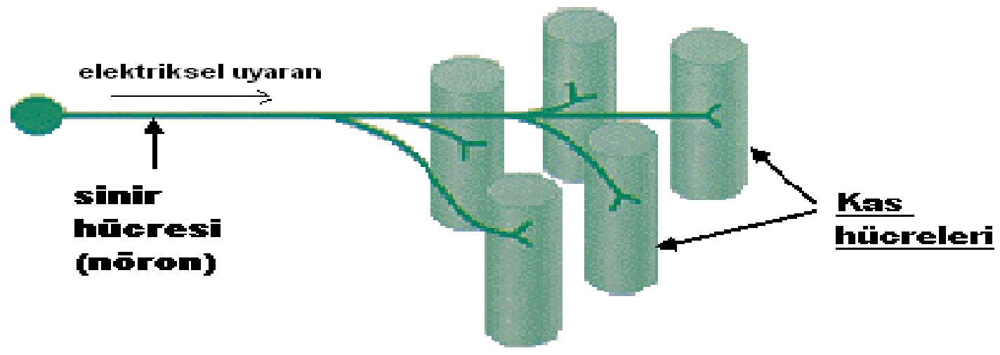 elektriksel uyaran
sinir
hücresi
(nöron)
Kas
hücreleri